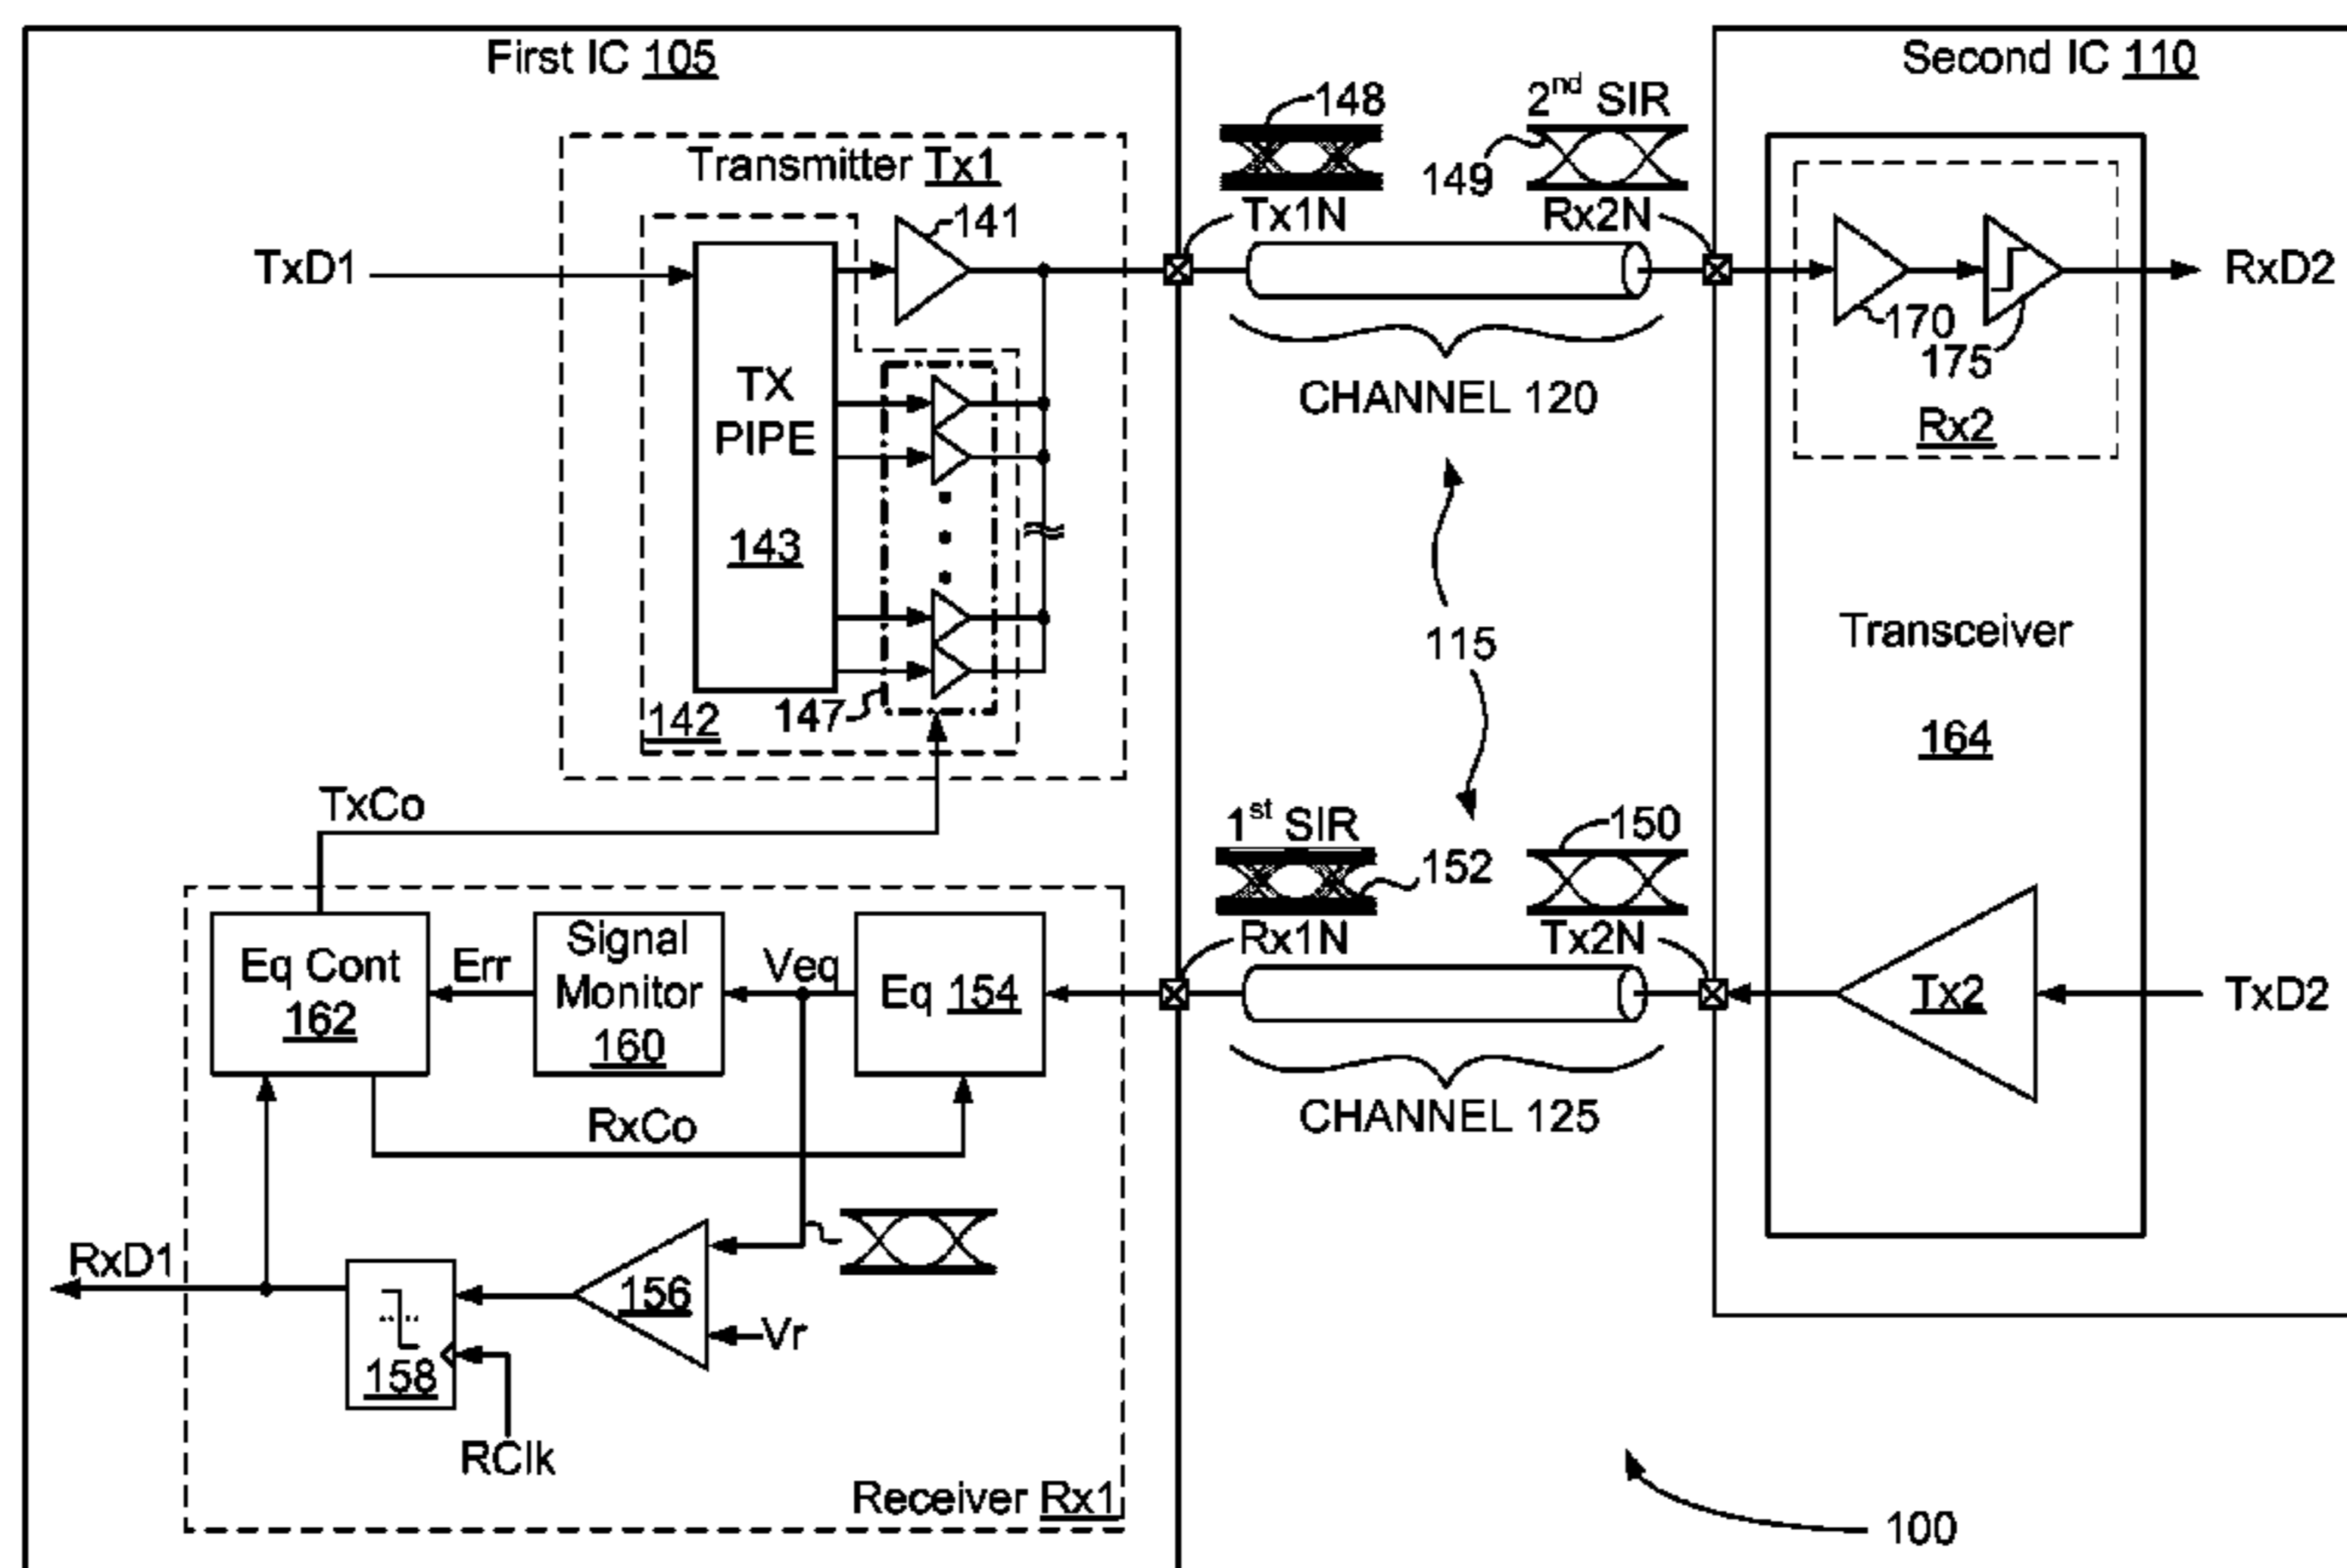 First IC 105
Second IC 110
148
2nd SIR
149
Transmitter Tx1
141
Tx1N
Rx2N
TxD1
RxD2
170
175
TX
PIPE
143
CHANNEL 120
Rx2
115
Transceiver
164
147
142
TxCo
1st SIR
150
152
Rx1N
Tx2N
Eq Cont
162
Err
Signal
Monitor
160
Veq
Eq 154
Tx2
TxD2
RxCo
CHANNEL 125
RxD1
156
Vr
158
RClk
Receiver Rx1
100